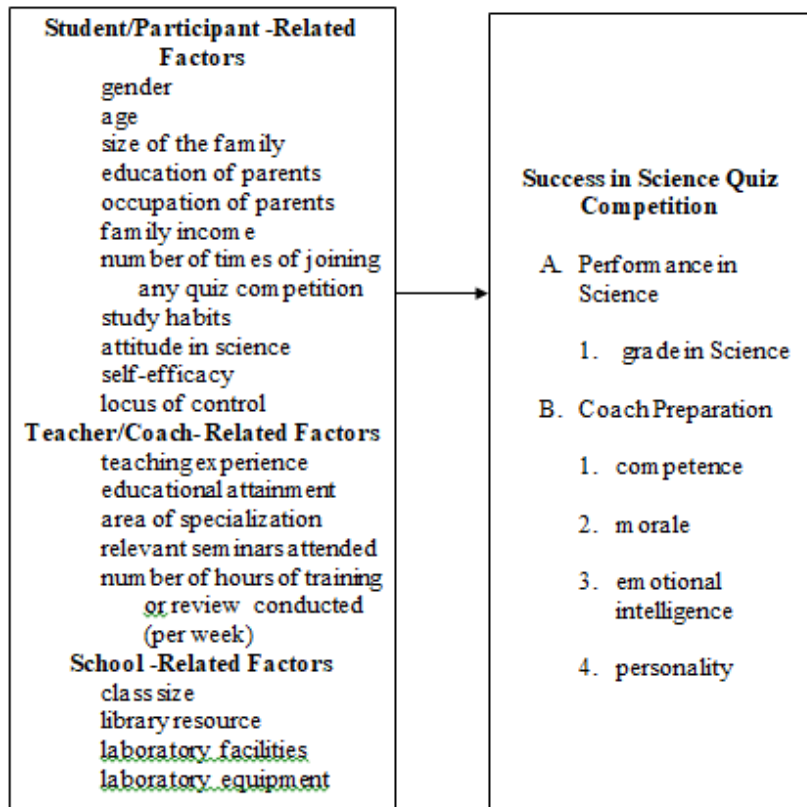 Student/Participant -Related
Factors
gender
age
size of the family
education of parents
occupation of parents
family income
number of times of joining
any quiz competition
study habits
attitude in science
self-efficacy
locus of control
Teacher/Coach- Related Factors
teaching experience
educational attainment
area of specialization
relevant seminars attended
number of hours of training
or review conducted
(per week)
School -Related Factors
class size
library resource
laboratory facilities
laboratory equipment
Success in Science Quiz
Competition
A. Performance in
Science
1. grade in Science
B. Coach Preparation
1. competence
2. morale
3. emotional
intelligence
4. personality